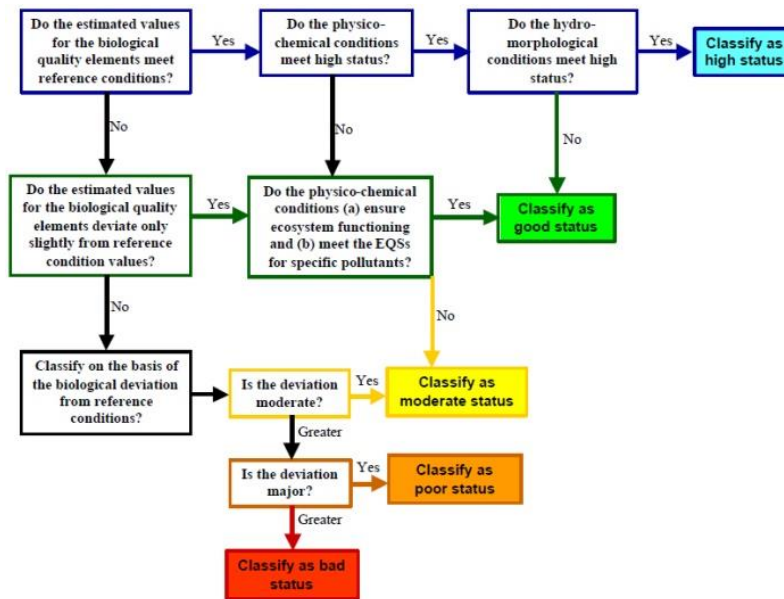 Do the estimated values
for the biological
quality elements meet
reference conditions?
Yes
Do the physico-
chemical conditions
meet high status?
Yes
Do the hydro-
morphological
conditions meet high
status?
Yes
Classify as
high status
No
No
No
Do the estimated values
for the biological quality
elements deviate only
slightly from reference
condition values?
Yes
Do the physico-chemical
conditions (a) ensure
ecosystem functioning
and (b) meet the EQSs
for specific pollutants?
Yes
Classify as
good status
No
No
Classify on the basis of
the biological deviation
from reference
conditions?
Is the deviation
moderate?
Yes
Classify as
moderate status
Greater
Is the deviation
major?
Yes
Classify as
poor status
Greater
Classify as bad
status